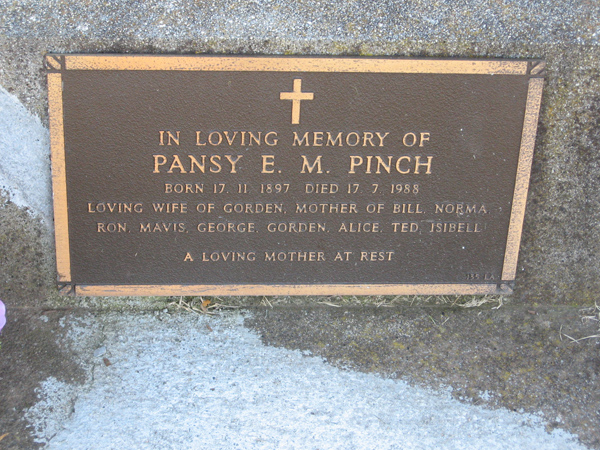 IN LOVING MEMORY OF
PANSY E. M. PINCH
BORN 17. 11. 1897 DIED 17. 7. 1988
LOVING WIFE OF GORDEN, MOTHER OF BILL, NORMA
RON, MAVIS, GEORGE, GORDEN, ALICE, TED, ISIBELL
A LOVING MOTHER AT REST